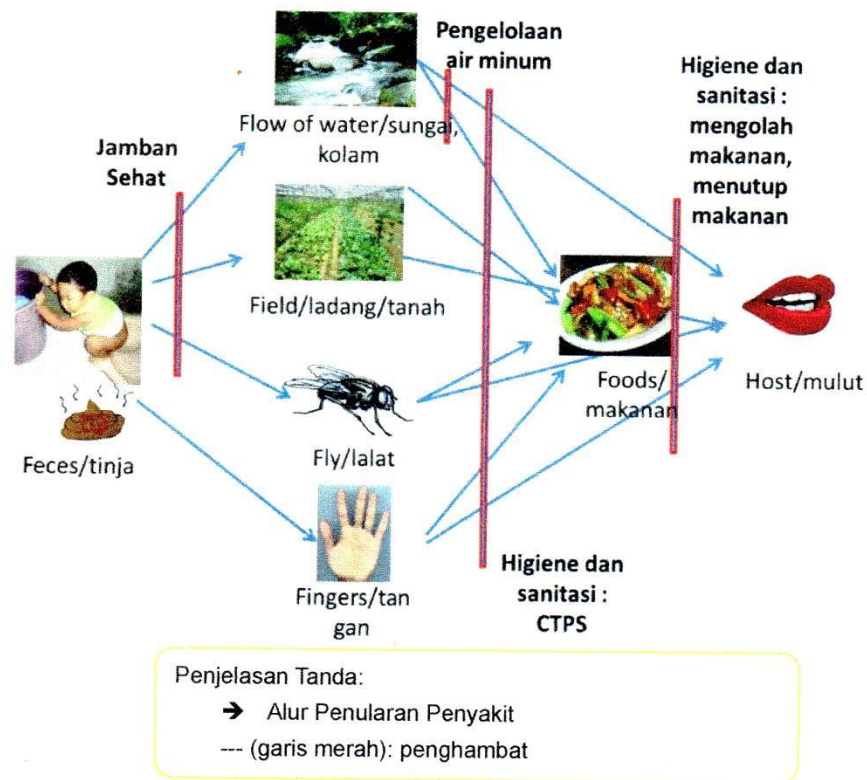 Pengelolaan
air minum
Higiene dan
sanitasi :
mengolah
makanan,
menutup
makanan
Jamban
Sehat
Flow of water/sungai,
kolam
Field/ladang/tanah
Foods/
makanan
Host/mulut
Feces/tinja
Fly/lalat
Fingers/tan
gan
Higiene dan
sanitasi :
CTPS
Penjelasan Tanda:
➔ Alur Penularan Penyakit
--- (garis merah): penghambat